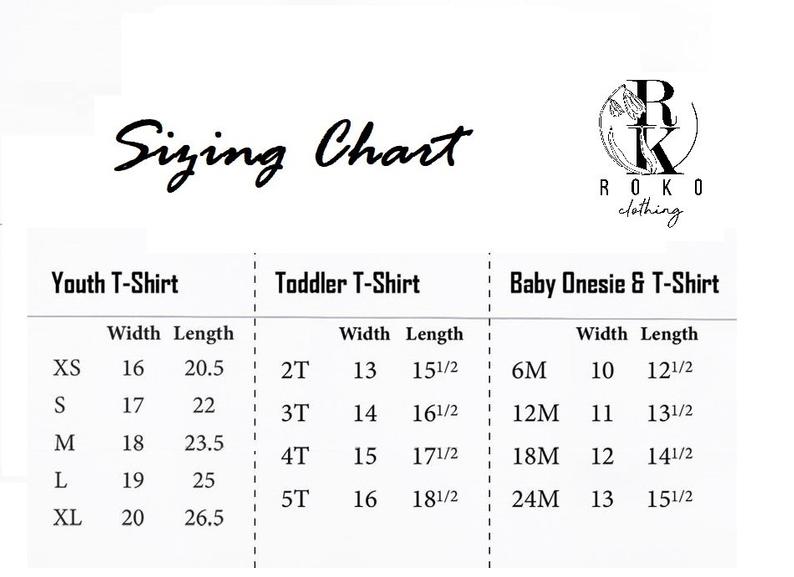 Sizing Chart
RK
ROKO
clothing
Youth T-Shirt
Width Length
XS 16 20.5
S 17 22
M 18 23.5
L 19 25
XL 20 26.5
Toddler T-Shirt
Width Length
2T 13 15 1/2
3T 14 16 1/2
4T 15 17 1/2
5T 16 18 1/2
Baby Onesie & T-Shirt
Width Length
6M 10 12 1/2
12M 11 13 1/2
18M 12 14 1/2
24M 13 15 1/2